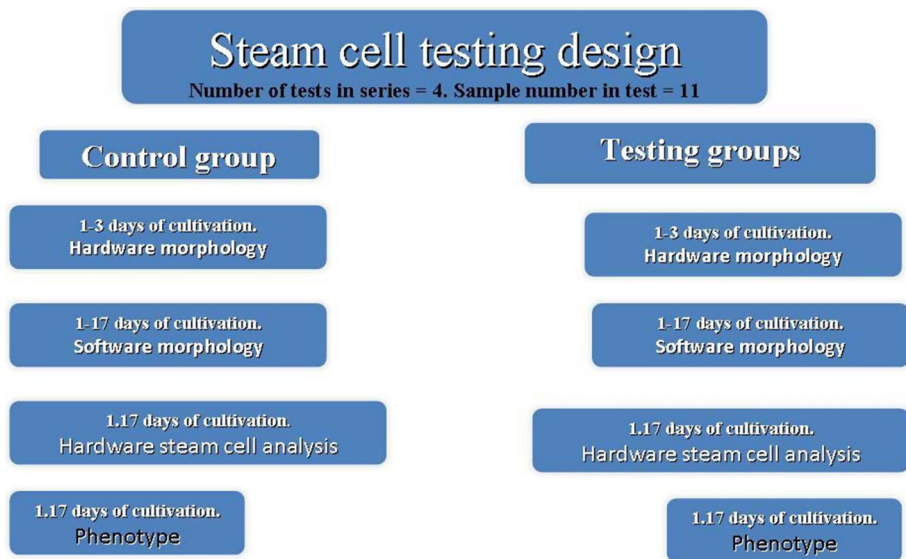 Steam cell testing design
Number of tests in series = 4. Sample number in test = 11
Control group
1-3 days of cultivation.
Hardware morphology
1-17 days of cultivation.
Software morphology
1.17 days of cultivation.
Hardware steam cell analysis
1.17 days of cultivation.
Phenotype
Testing groups
1-3 days of cultivation.
Hardware morphology
1-17 days of cultivation.
Software morphology
1.17 days of cultivation.
Hardware steam cell analysis
1.17 days of cultivation.
Phenotype